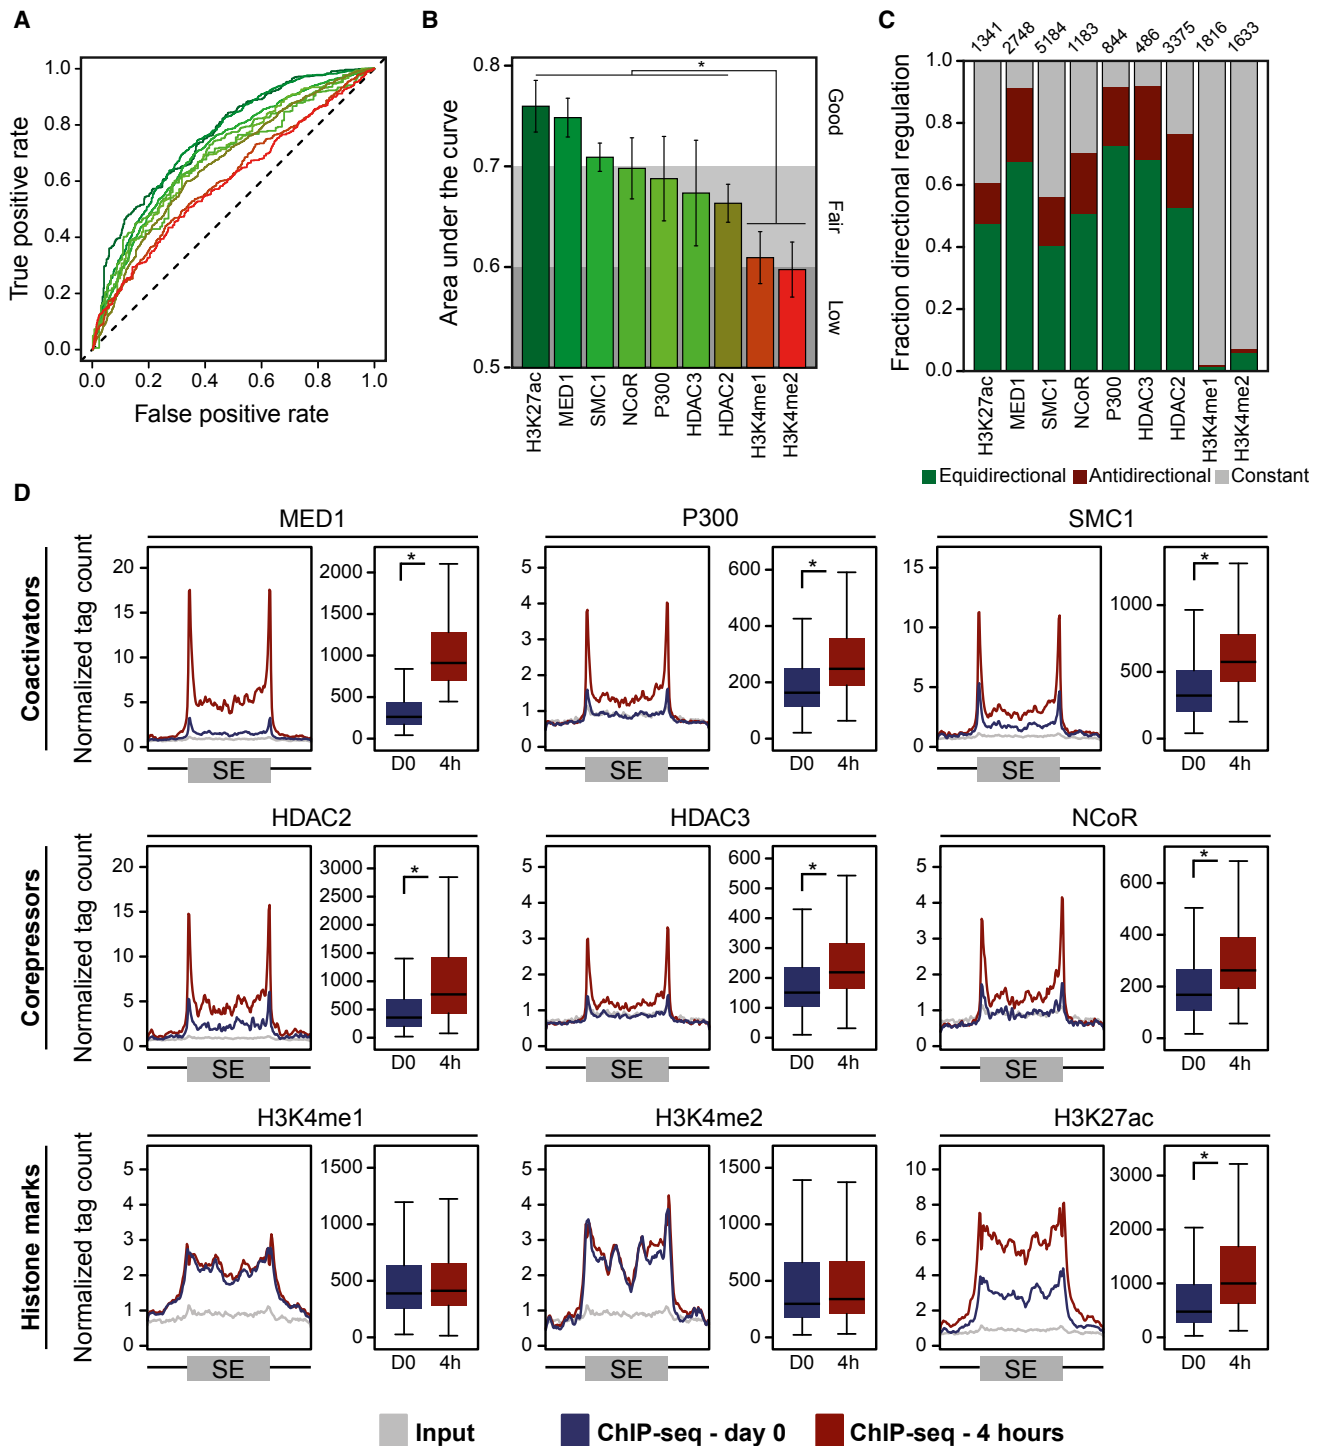 A
True positive rate
1.0
0.8
0.6
0.4
0.2
0.0
0.0 0.2 0.4 0.6 0.8 1.0
False positive rate
B
Area under the curve
0.8
0.7
0.6
0.5
*
Good
Fair
Low
H3K27ac MED1 SMC1 NCoR P300 HDAC3 HDAC2 H3K4me1 H3K4me2
C
Fraction directional regulation
1341 2748 5184 1183 844 486 3375 1816 1633
1.0
0.8
0.6
0.4
0.2
0.0
H3K27ac MED1 SMC1 NCoR P300 HDAC3 HDAC2 H3K4me1 H3K4me2
Equidirectional Antidirectional Constant
D
Coactivators
Normalized tag count
MED1
20
15
10
5
0
SE
2000
1500
1000
500
0
*
D0 4h
P300
5
4
3
2
1
0
SE
600
400
200
0
*
D0 4h
SMC1
15
10
5
0
SE
1000
500
0
*
D0 4h
Corepressors
Normalized tag count
HDAC2
20
15
10
5
0
SE
3000
2500
2000
1500
1000
500
0
*
D0 4h
HDAC3
5
4
3
2
1
0
SE
600
500
400
300
200
100
0
*
D0 4h
NCoR
5
4
3
2
1
0
SE
600
400
200
0
*
D0 4h
Histone marks
Normalized tag count
H3K4me1
5
4
3
2
1
0
SE
1500
1000
500
0
D0 4h
H3K4me2
5
4
3
2
1
0
SE
1500
1000
500
0
D0 4h
H3K27ac
10
8
6
4
2
0
SE
3000
2000
1000
0
*
D0 4h
Input ChIP-seq - day 0 ChIP-seq - 4 hours